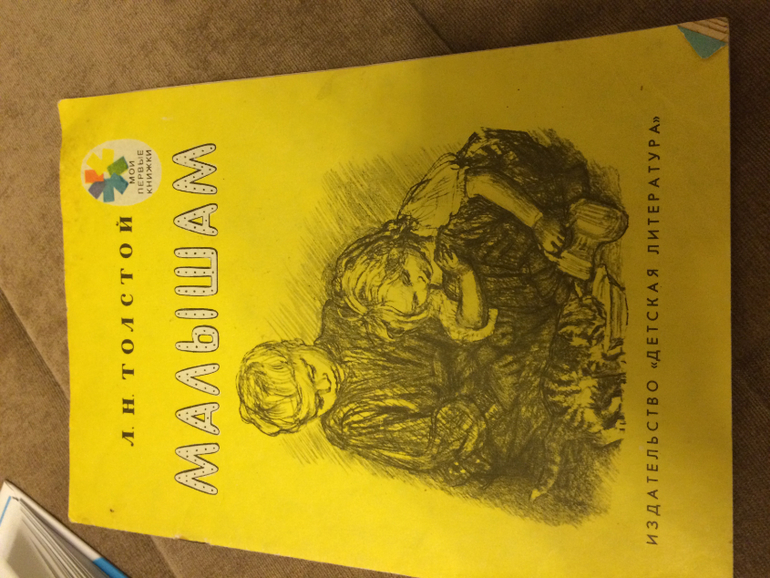 МОИ
ПЕРВЫЕ
КНИЖКИ
Л. Н. ТОЛСТОЙ
МАЛЫШАМ
ИЗДАТЕЛЬСТВО «ДЕТСКАЯ ЛИТЕРАТУРА»